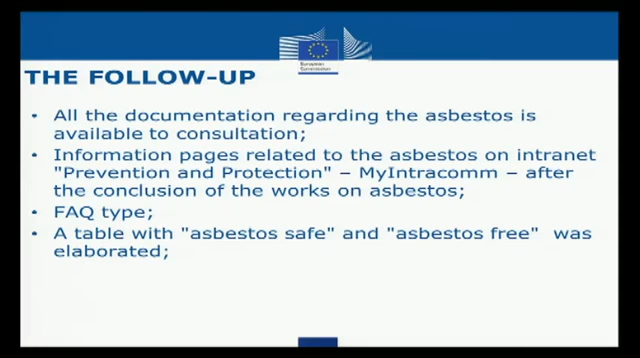 European
Commission
THE FOLLOW-UP
• All the documentation regarding the asbestos is
available to consultation;
• Information pages related to the asbestos on intranet
"Prevention and Protection" – MyIntracomm – after
the conclusion of the works on asbestos;
• FAQ type;
• A table with "asbestos safe" and "asbestos free" was
elaborated;